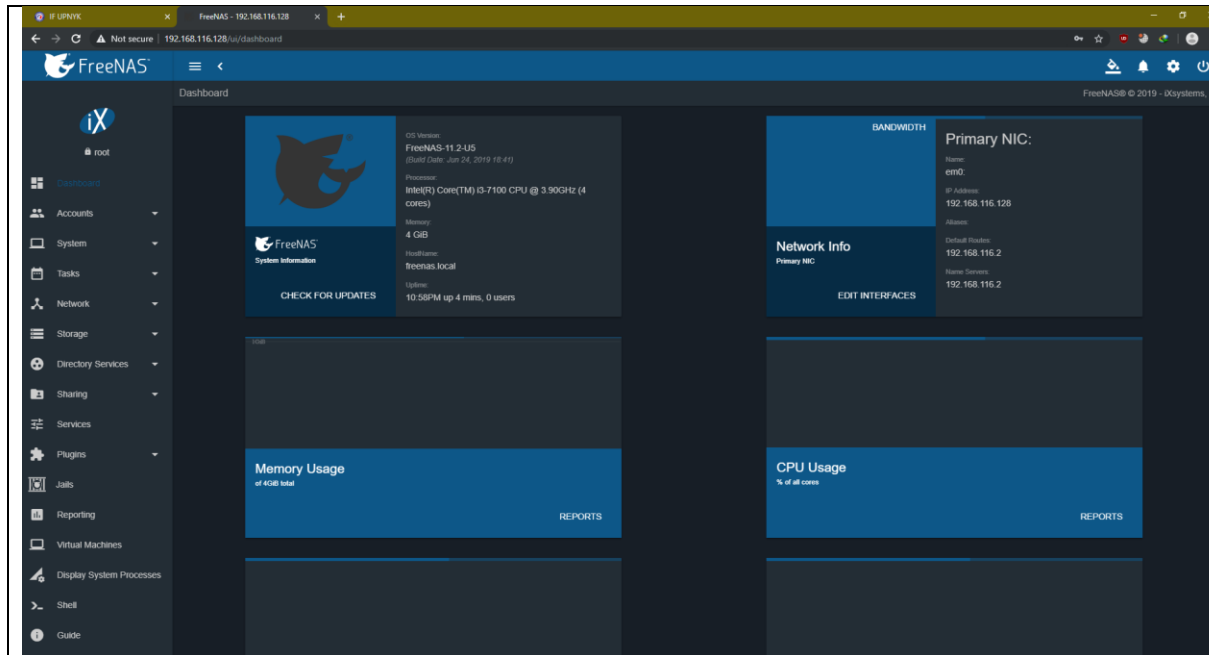 IF UPNYK
FreeNAS - 192.168.116.128
Not secure | 192.168.116.128/ui/dashboard
FreeNAS
Dashboard
FreeNAS® © 2019 - iXsystems,
iX
root
Dashboard
Accounts
System
Tasks
Network
Storage
Directory Services
Sharing
Services
Plugins
Jails
Reporting
Virtual Machines
Display System Processes
Shell
Guide
FreeNAS
System Information
CHECK FOR UPDATES
OS Version:
FreeNAS-11.2-U5
(Build Date: Jun 24, 2019 18:41)
Processor:
Intel(R) Core(TM) i3-7100 CPU @ 3.90GHz (4
cores)
Memory:
4 GiB
HostName:
freenas.local
Uptime:
10:58PM up 4 mins, 0 users
BANDWIDTH
Network Info
Primary NIC
EDIT INTERFACES
Primary NIC:
Name:
em0:
IP Address:
192.168.116.128
Aliases:
Default Routes:
192.168.116.2
Name Servers:
192.168.116.2
Memory Usage
of 4GiB total
REPORTS
CPU Usage
% of all cores
REPORTS